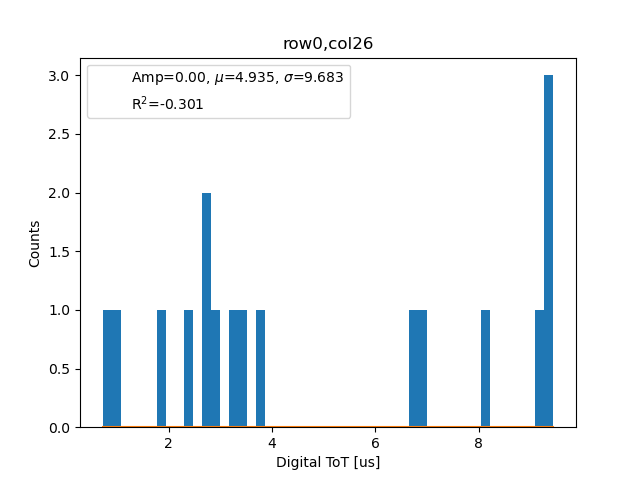 row0,col26
Amp=0.00, μ=4.935, σ=9.683
R²=-0.301
3.0
2.5
2.0
1.5
1.0
0.5
0.0
Counts
2 4 6 8
Digital ToT [us]